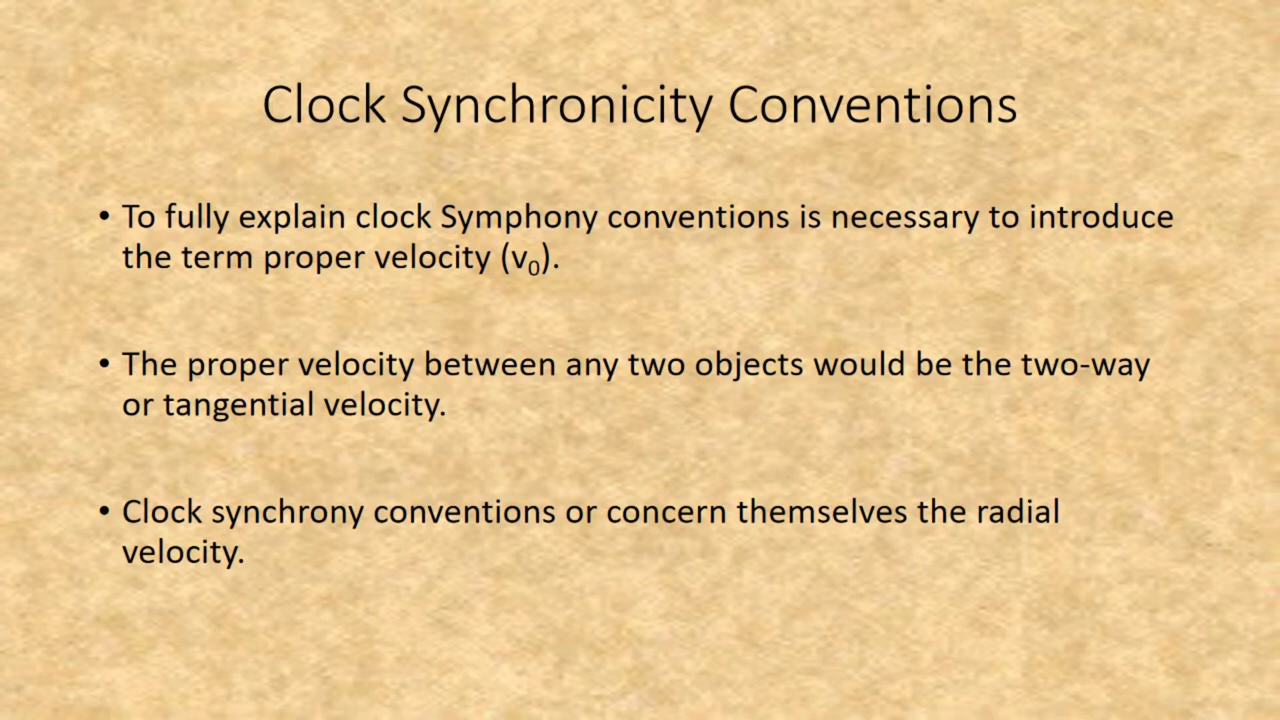 Clock Synchronicity Conventions
• To fully explain clock Symphony conventions is necessary to introduce
the term proper velocity (v₀).
• The proper velocity between any two objects would be the two-way
or tangential velocity.
• Clock synchrony conventions or concern themselves the radial
velocity.